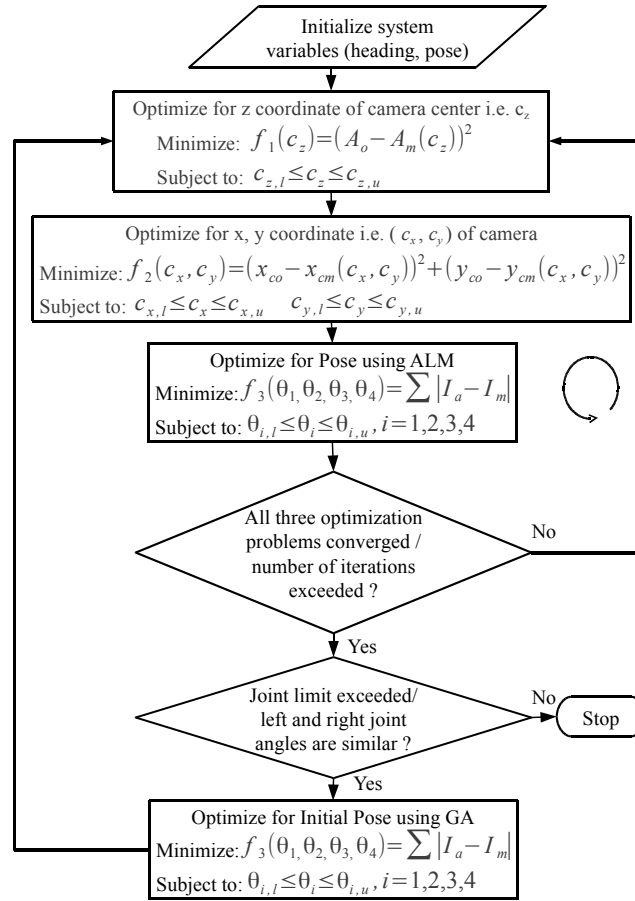 Initialize system
variables (heading, pose)
Optimize for z coordinate of camera center i.e. c_z
Minimize: f_1(c_z)=(A_o−A_m(c_z))^2
Subject to: c_{z,l}≤c_z≤c_{z,u}
Optimize for x, y coordinate i.e. (c_x, c_y) of camera
Minimize: f_2(c_x, c_y)=(x_{co}−x_{cm}(c_x, c_y))^2+(y_{co}−y_{cm}(c_x, c_y))^2
Subject to: c_{x,l}≤c_x≤c_{x,u} c_{y,l}≤c_y≤c_{y,u}
Optimize for Pose using ALM
Minimize: f_3(θ_1,θ_2,θ_3,θ_4)=∑|I_a−I_m|
Subject to: θ_{i,l}≤θ_i≤θ_{i,u}, i=1,2,3,4
All three optimization
problems converged /
number of iterations
exceeded ?
No
Yes
Joint limit exceeded/
left and right joint
angles are similar ?
No
Stop
Yes
Optimize for Initial Pose using GA
Minimize: f_3(θ_1,θ_2,θ_3,θ_4)=∑|I_a−I_m|
Subject to: θ_{i,l}≤θ_i≤θ_{i,u}, i=1,2,3,4